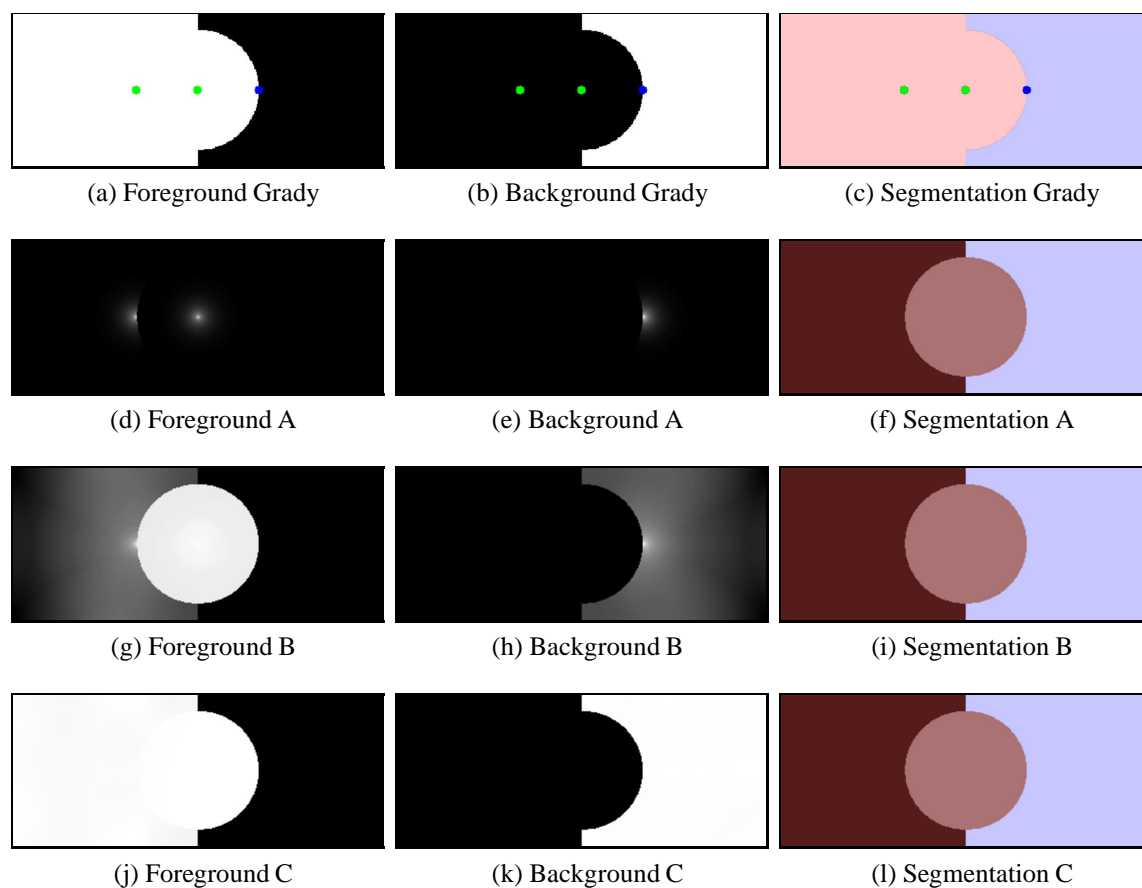 (a) Foreground Grady
(b) Background Grady
(c) Segmentation Grady
(d) Foreground A
(e) Background A
(f) Segmentation A
(g) Foreground B
(h) Background B
(i) Segmentation B
(j) Foreground C
(k) Background C
(l) Segmentation C